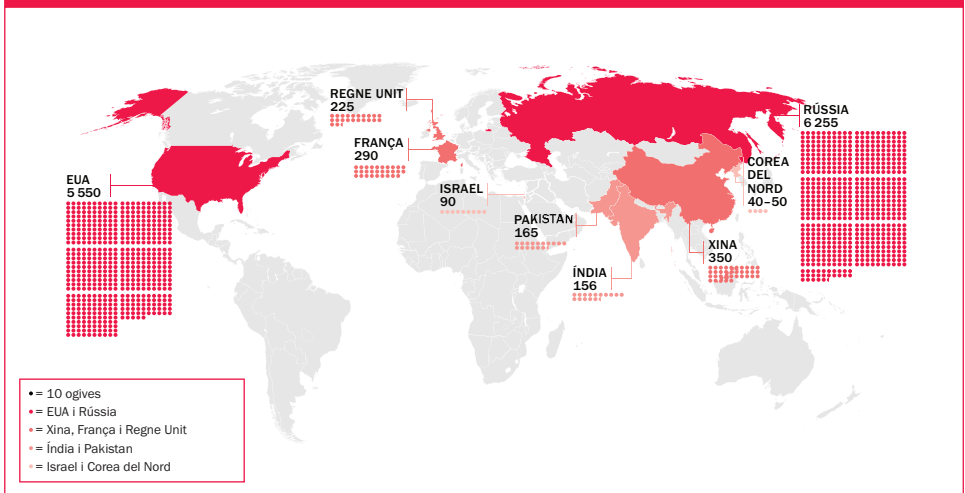 REGNE UNIT
225
FRANÇA
290
EUA
5 550
ISRAEL
90
PAKISTAN
165
ÍNDIA
156
RÚSSIA
6 255
COREA
DEL
NORD
40–50
XINA
350
• = 10 ogives
• = EUA i Rússia
• = Xina, França i Regne Unit
• = Índia i Pakistan
• = Israel i Corea del Nord